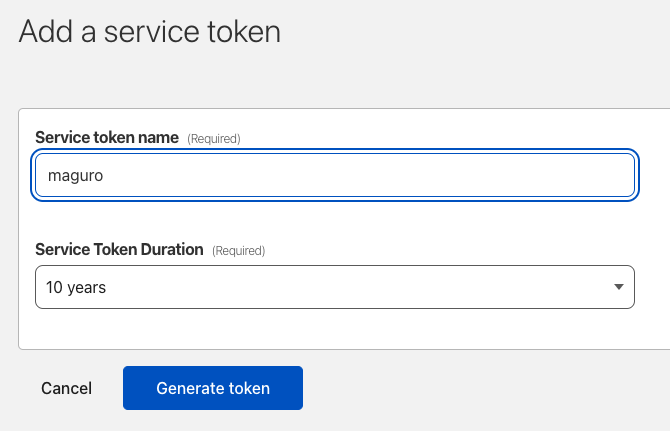 Add a service token
Service token name (Required)
maguro
Service Token Duration (Required)
10 years
Cancel Generate token